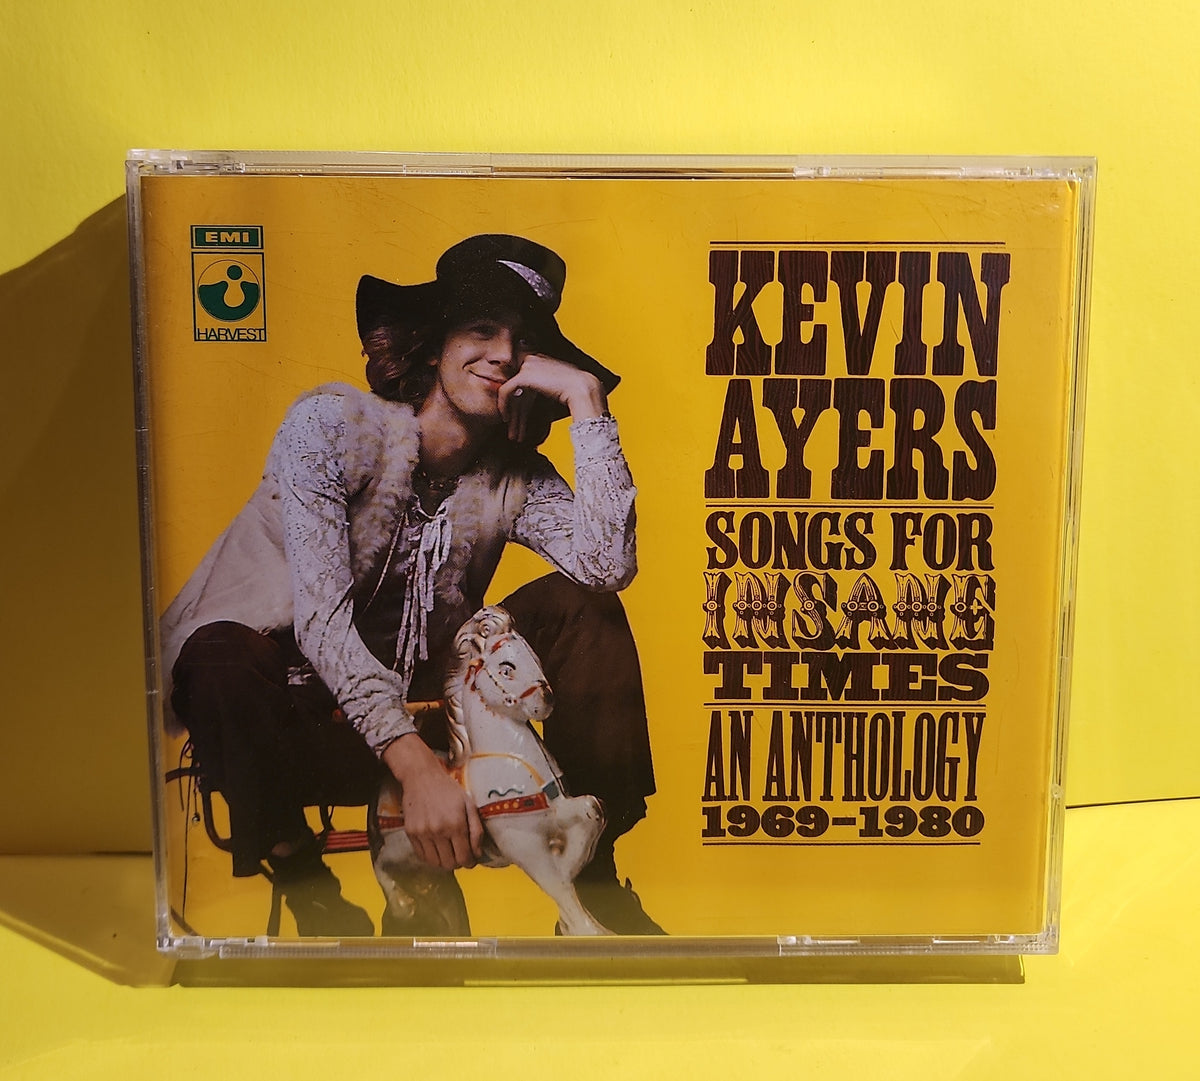 EMI
HARVEST
KEVIN
AYERS
SONGS FOR
INSANE
TIMES
AN ANTHOLOGY
1969-1980